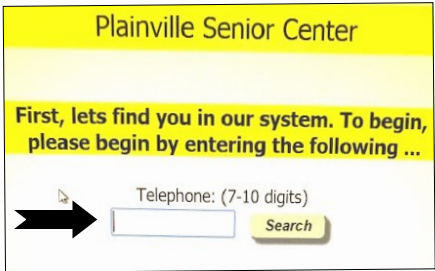 Plainville Senior Center
First, lets find you in our system. To begin,
please begin by entering the following ...
Telephone: (7-10 digits)
Search